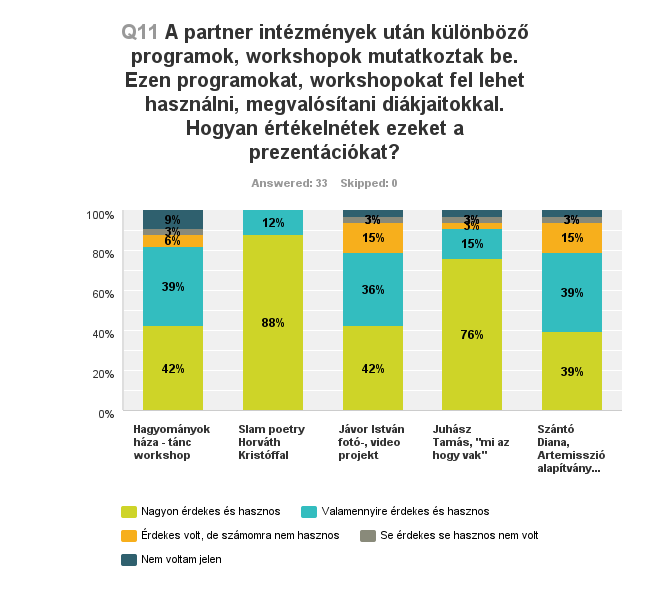 Q11 A partner intézmények után különböző
programok, workshopok mutatkoztak be.
Ezen programokat, workshopokat fel lehet
használni, megvalósítani diákjaitokkal.
Hogyan értékelnétek ezeket a
prezentációkat?
Answered: 33 Skipped: 0
100%
80%
60%
40%
20%
0%
9%
3%
6%
39%
42%
12%
88%
3%
15%
36%
42%
3%
3%
15%
76%
3%
15%
39%
39%
Hagyományok
háza - tánc
workshop
Slam poetry
Horváth
Kristóffal
Jávor István
fotó-, video
projekt
Juhász
Tamás, "mi az
hogy vak"
Szántó
Diana,
Artemisszió
alapítvány...
Nagyon érdekes és hasznos
Valamennyire érdekes és hasznos
Érdekes volt, de számomra nem hasznos
Se érdekes se hasznos nem volt
Nem voltam jelen